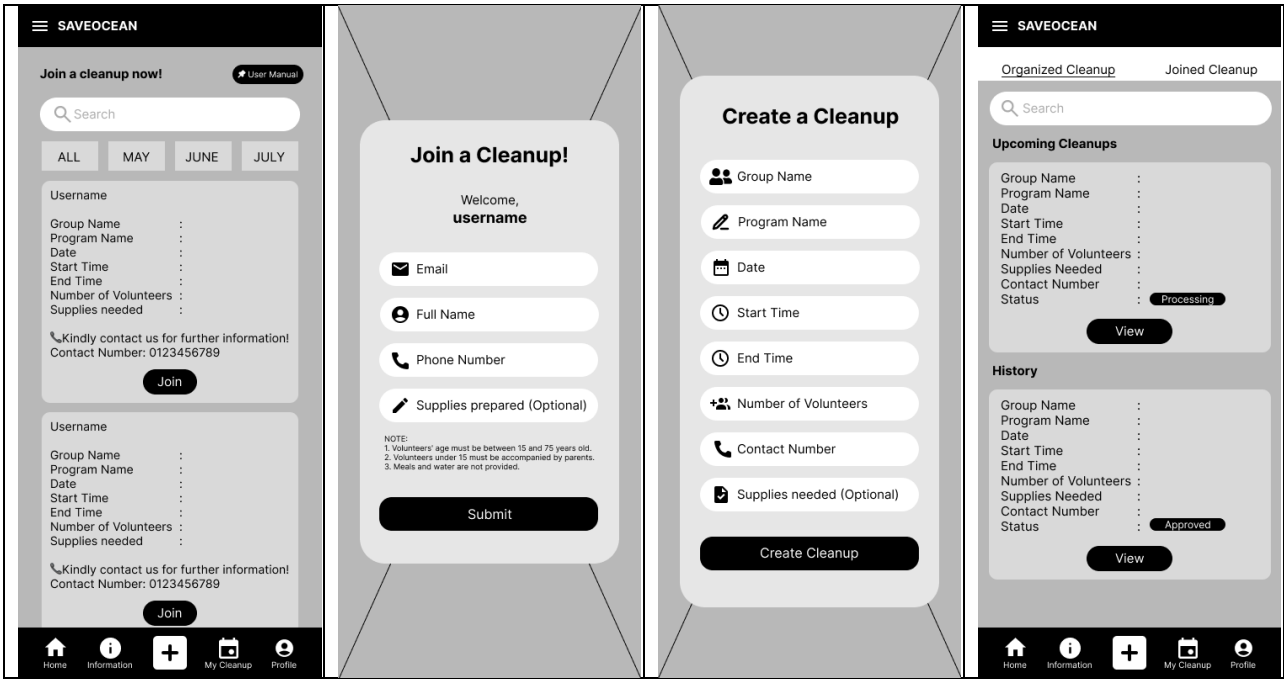 SAVEOCEAN
Join a cleanup now!
User Manual
Search
ALL MAY JUNE JULY
Username
Group Name :
Program Name :
Date :
Start Time :
End Time :
Number of Volunteers :
Supplies needed :
Kindly contact us for further information!
Contact Number: 0123456789
Join
Username
Group Name :
Program Name :
Date :
Start Time :
End Time :
Number of Volunteers :
Supplies needed :
Kindly contact us for further information!
Contact Number: 0123456789
Join
Home Information My Cleanup Profile
Join a Cleanup!
Welcome,
username
Email
Full Name
Phone Number
Supplies prepared (Optional)
NOTE:
1. Volunteers' age must be between 15 and 75 years old.
2. Volunteers under 15 must be accompanied by parents.
3. Meals and water are not provided.
Submit
Create a Cleanup
Group Name
Program Name
Date
Start Time
End Time
Number of Volunteers
Contact Number
Supplies needed (Optional)
Create Cleanup
SAVEOCEAN
Organized Cleanup Joined Cleanup
Search
Upcoming Cleanups
Group Name :
Program Name :
Date :
Start Time :
End Time :
Number of Volunteers :
Supplies Needed :
Contact Number :
Status : Processing
View
History
Group Name :
Program Name :
Date :
Start Time :
End Time :
Number of Volunteers :
Supplies Needed :
Contact Number :
Status : Approved
View
Home Information My Cleanup Profile